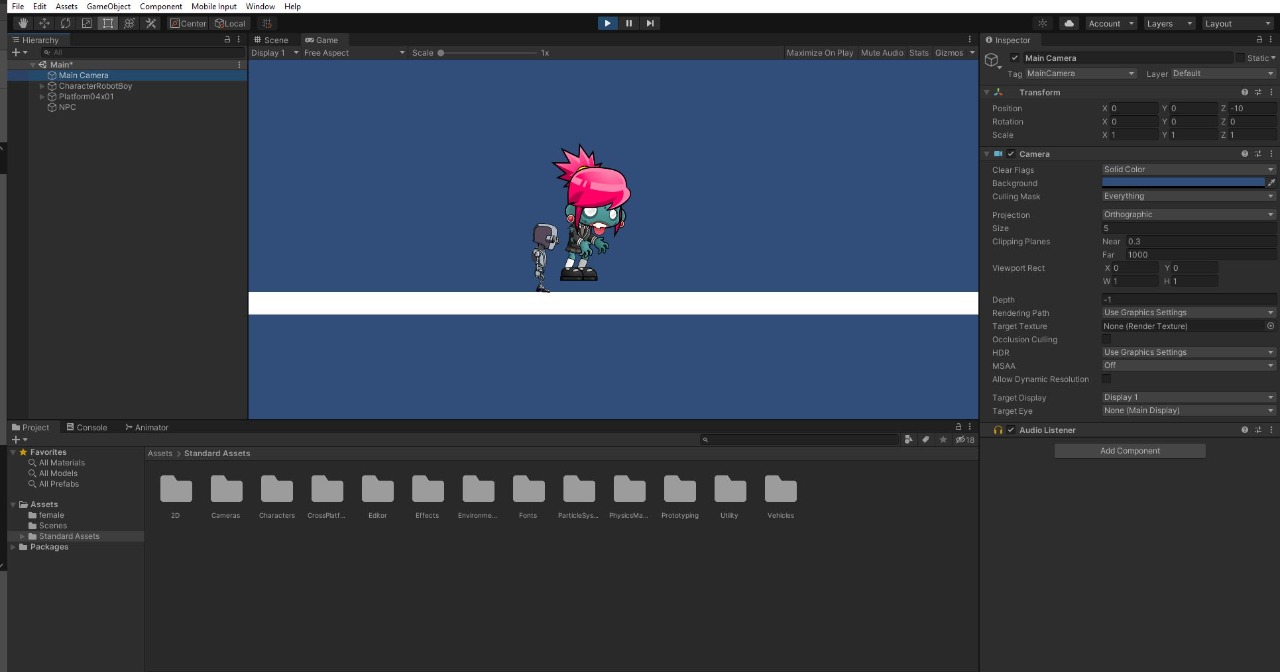 File Edit Assets GameObject Component Mobile Input Window Help
Center Local Account Layers Layout
Hierarchy Scene Game Inspector
All Display 1 Free Aspect Scale 1x Maximize On Play Mute Audio Stats Gizmos
Main Camera Static
Main*
Main Camera
CharacterRobotBoy
Platform04x01
NPC
Tag MainCamera Layer Default
Transform
Position X 0 Y 0 Z -10
Rotation X 0 Y 0 Z 0
Scale X 1 Y 1 Z 1
Camera
Clear Flags Solid Color
Background
Culling Mask Everything
Projection Orthographic
Size 5
Clipping Planes Near 0.3
Far 1000
Viewport Rect X 0 Y 0
W 1 H 1
Depth -1
Rendering Path Use Graphics Settings
Target Texture None (Render Texture)
Occlusion Culling
HDR Use Graphics Settings
MSAA Off
Allow Dynamic Resolution
Target Display Display 1
Target Eye None (Main Display)
Audio Listener
Add Component
Project Console Animator
18
Favorites
All Materials
All Models
All Prefabs
Assets
female
Scenes
Standard Assets
Packages
Assets > Standard Assets
2D Cameras Characters CrossPlatf... Editor Effects Environme... Fonts ParticleSys... PhysicsMa... Prototyping Utility Vehicles